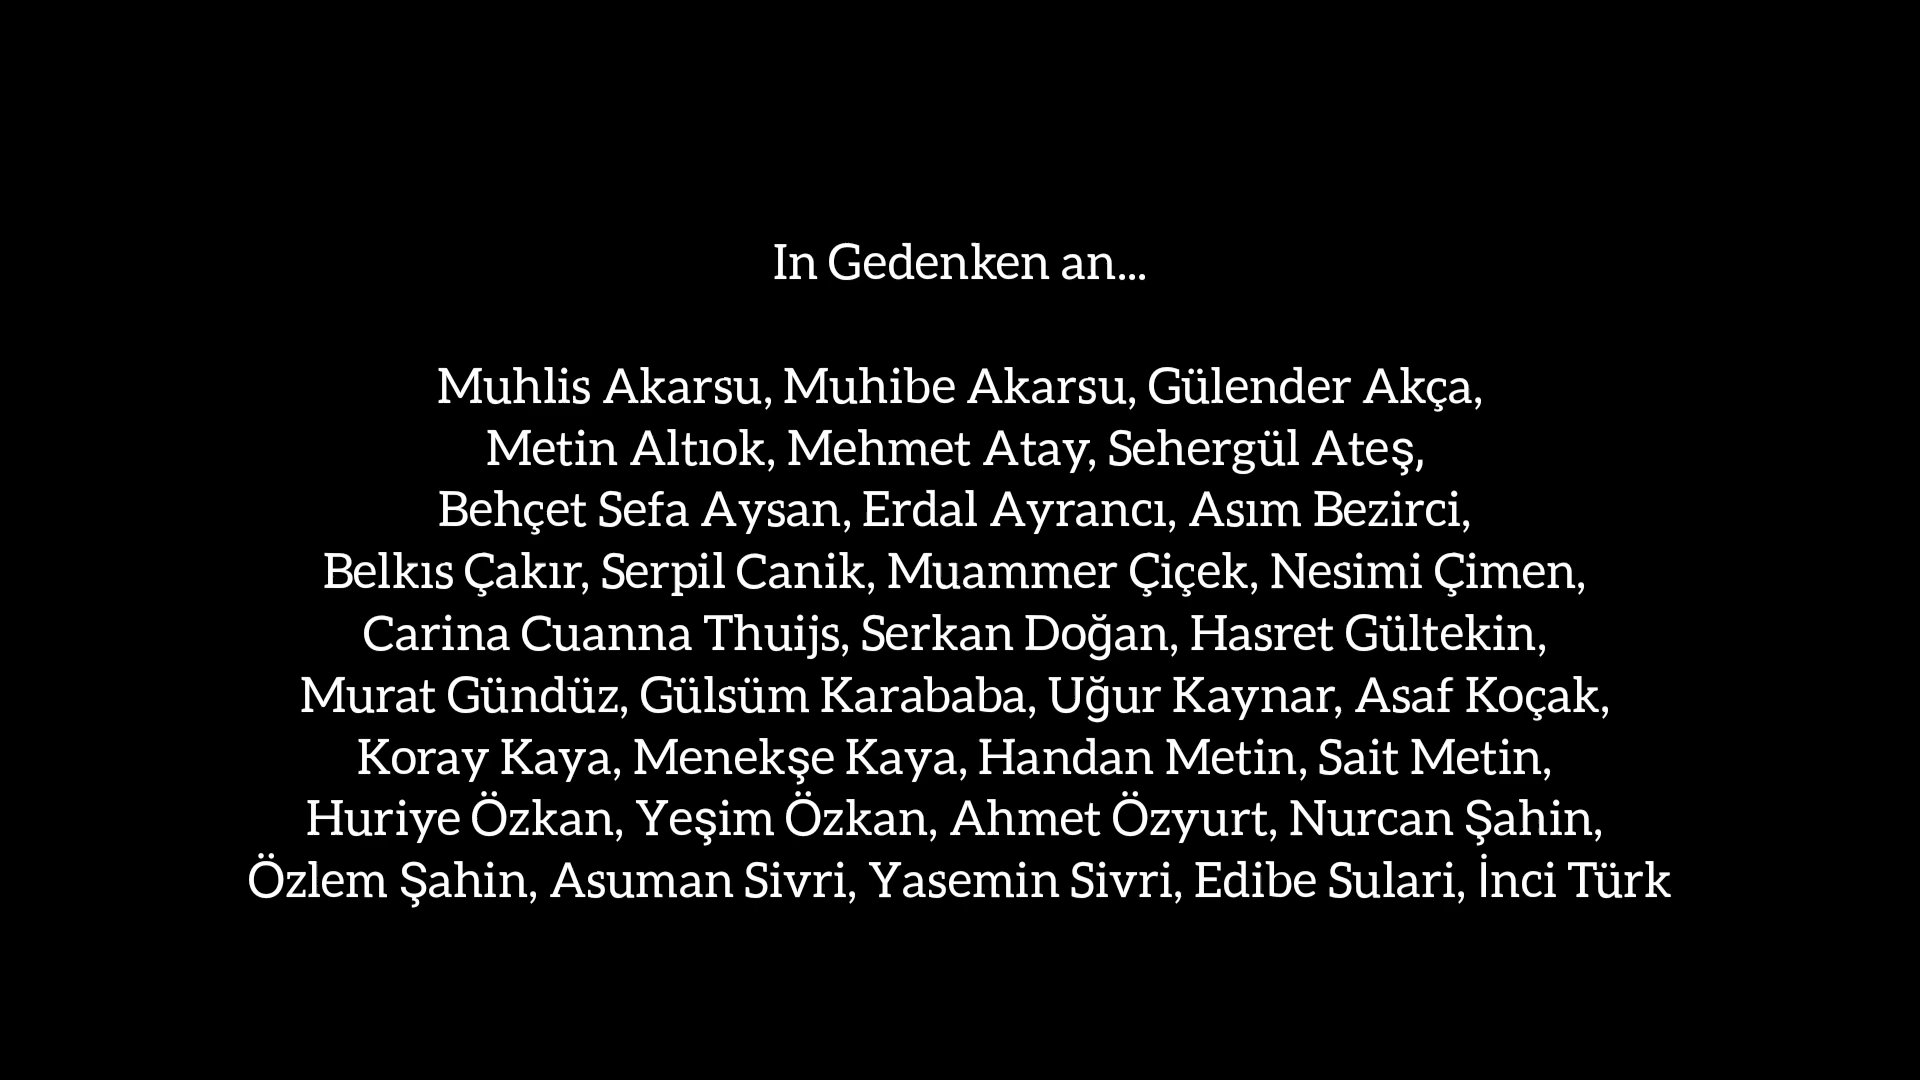 In Gedenken an...
Muhlis Akarsu, Muhibe Akarsu, Gülender Akça,
Metin Altıok, Mehmet Atay, Sehergül Ateş,
Behçet Sefa Aysan, Erdal Ayrancı, Asım Bezirci,
Belkıs Çakır, Serpil Canik, Muammer Çiçek, Nesimi Çimen,
Carina Cuanna Thuijs, Serkan Doğan, Hasret Gültekin,
Murat Gündüz, Gülsüm Karababa, Uğur Kaynar, Asaf Koçak,
Koray Kaya, Menekşe Kaya, Handan Metin, Sait Metin,
Huriye Özkan, Yeşim Özkan, Ahmet Özyurt, Nurcan Şahin,
Özlem Şahin, Asuman Sivri, Yasemin Sivri, Edibe Sulari, İnci Türk